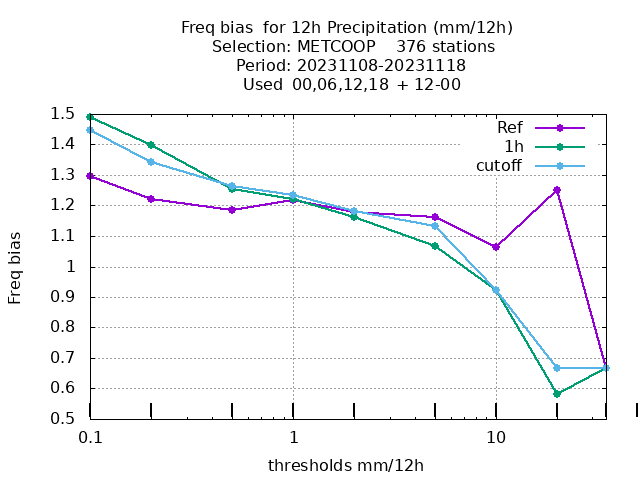 Freq bias  for 12h Precipitation (mm/12h)
Selection: METCOOP    376 stations
Period: 20231108-20231118
Used  00,06,12,18  + 12-00
Ref
1h
cutoff
Freq bias
1.5
1.4
1.3
1.2
1.1
1
0.9
0.8
0.7
0.6
0.5
0.1
1
10
thresholds mm/12h